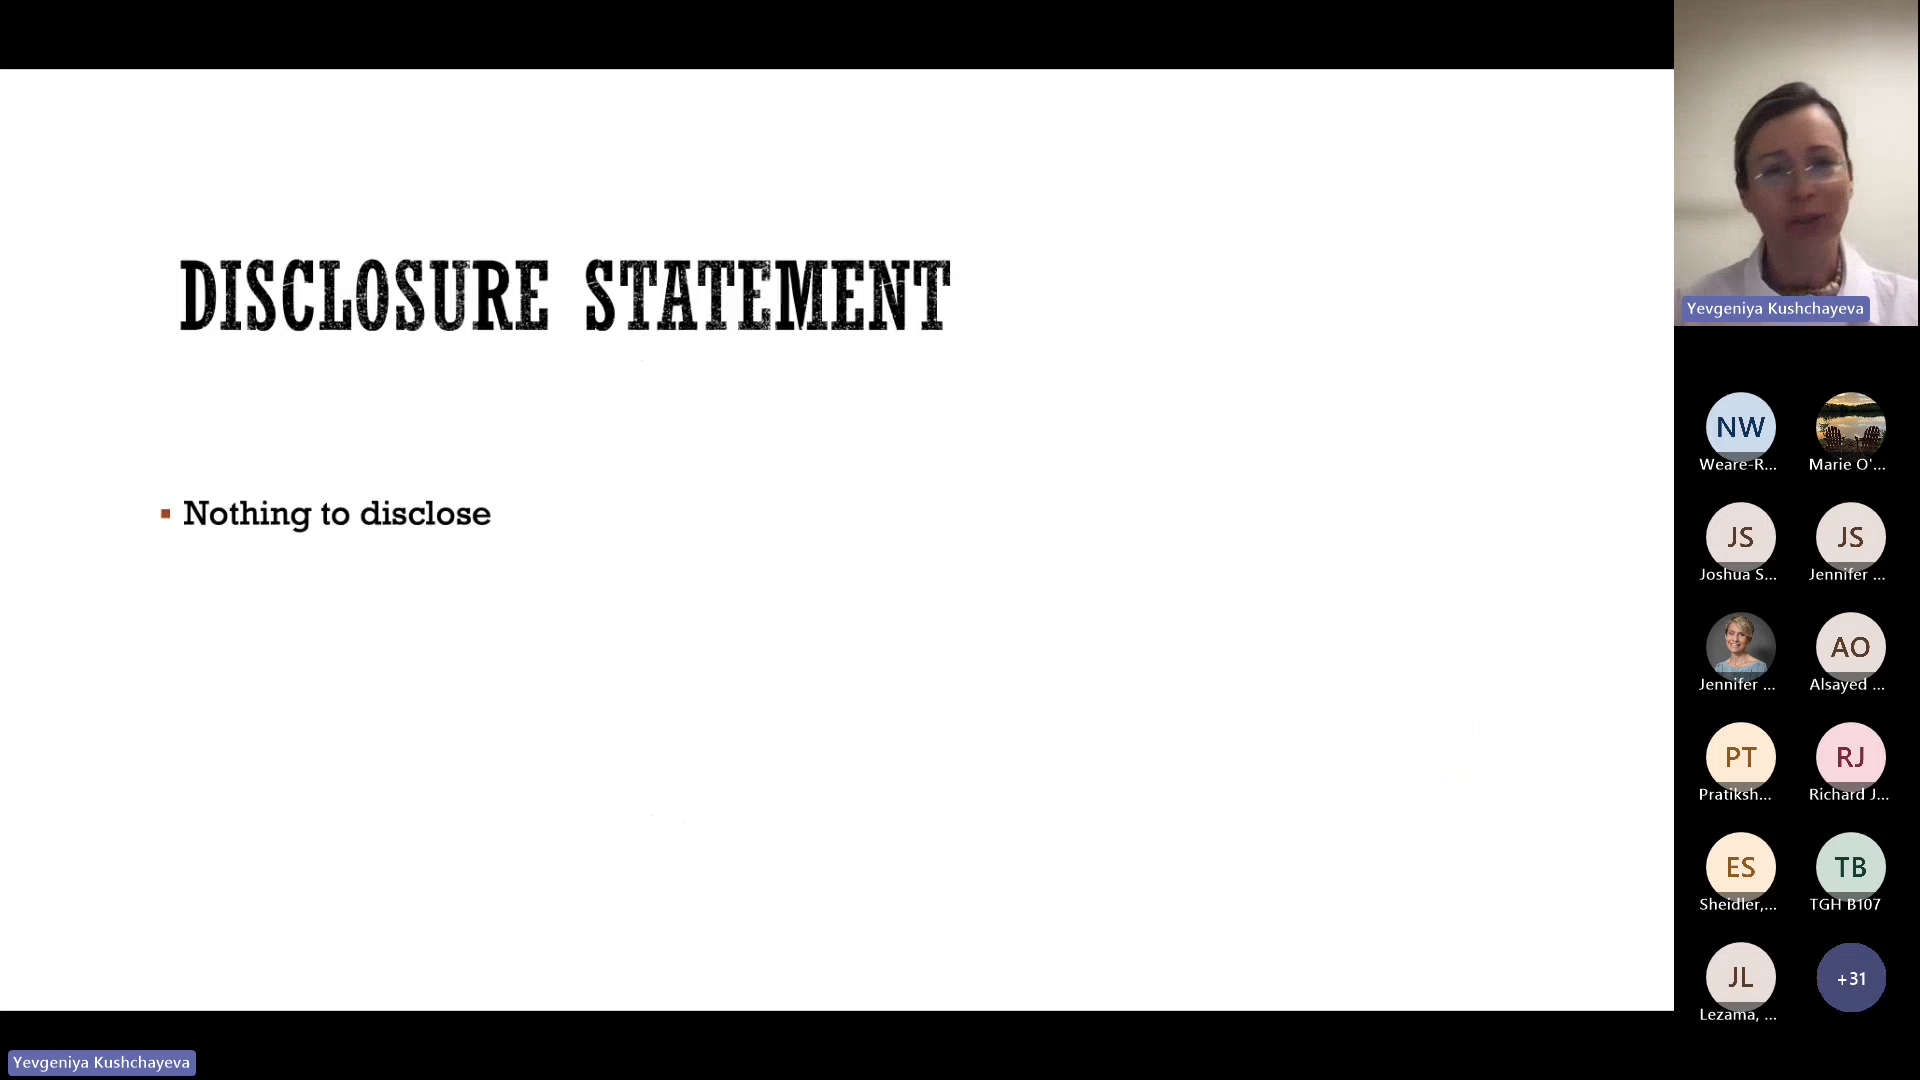 DISCLOSURE STATEMENT
▪ Nothing to disclose
Yevgeniya Kushchayeva
NW
Weare-R...
Marie O'...
JS
Joshua S...
JS
Jennifer ...
Jennifer ...
AO
Alsayed ...
PT
Pratiksh...
RJ
Richard J...
ES
Sheidler,...
TB
TGH B107
JL
Lezama, ...
+31
Yevgeniya Kushchayeva